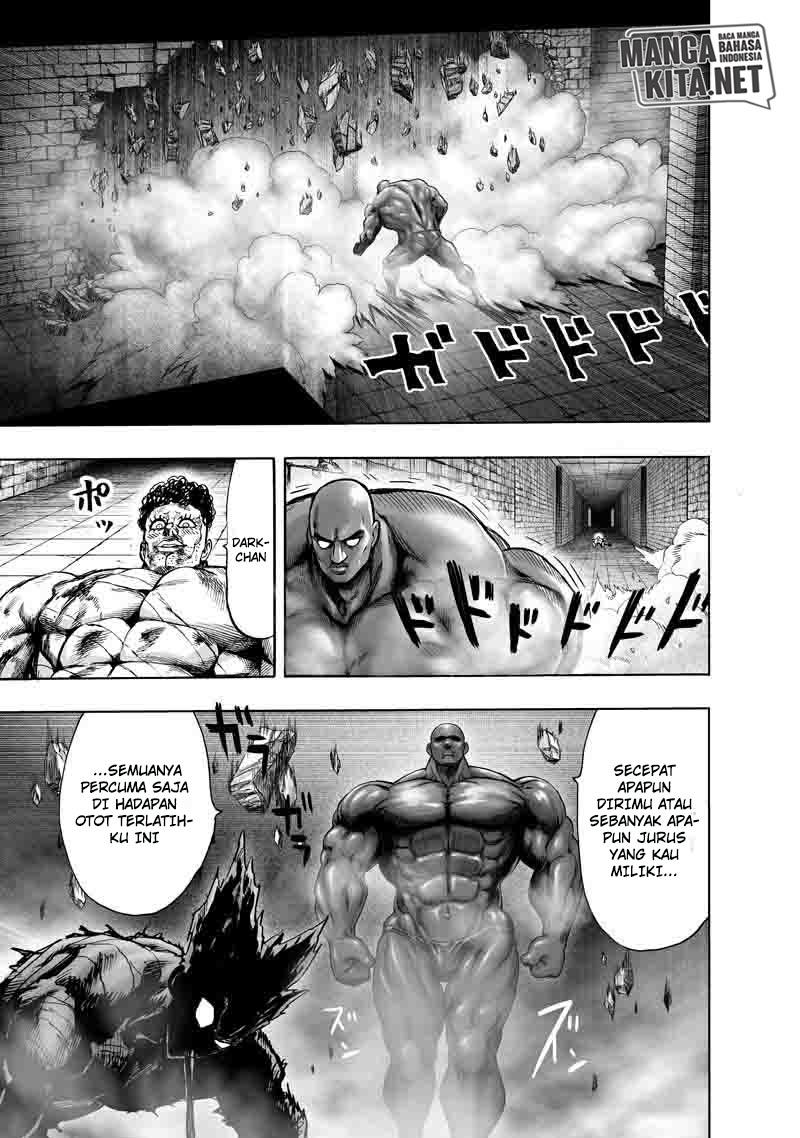 MANGA
KITA.NET
BACA MANGA
BAHASA
INDONESIA
ガドドドドド
ドドドドドド
DARK-
CHAN
ポッ
SECEPAT
APAPUN
DIRIMU ATAU
SEBANYAK APA-
PUN JURUS
YANG KAU
MILIKI...
ガラ
ガラ
...SEMUANYA
PERCUMA SAJA
DI HADAPAN
OTOT TERLATIH-
KU INI
ズン
ズン